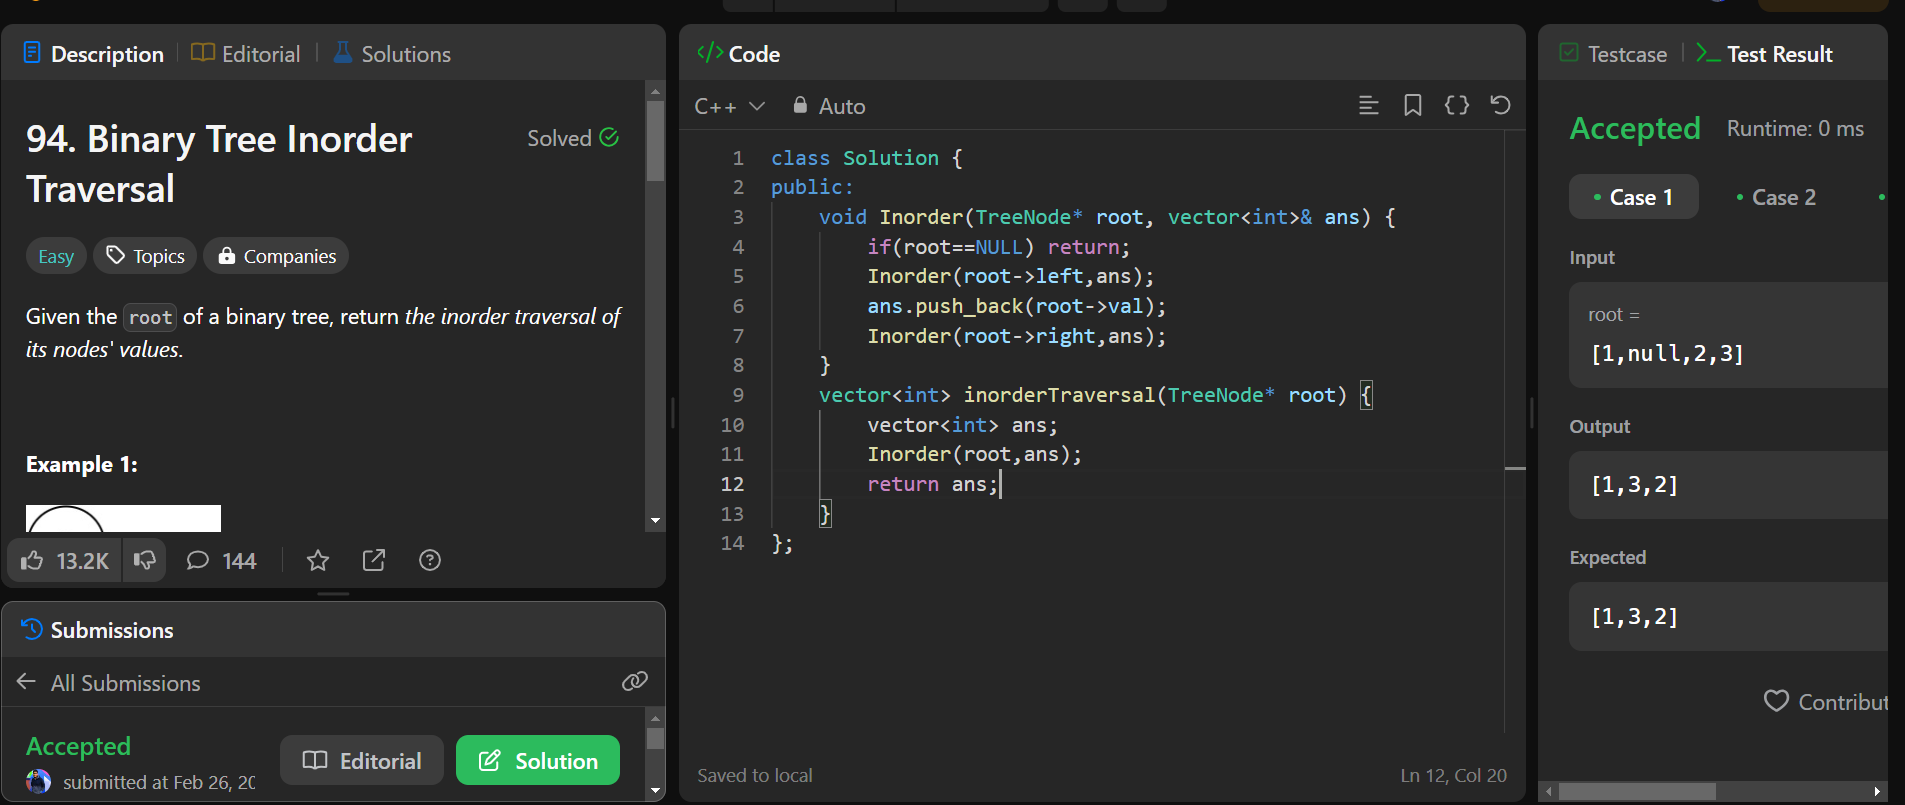 Description
Editorial
Solutions
94. Binary Tree Inorder
Traversal
Solved
Easy
Topics
Companies
Given the root of a binary tree, return the inorder traversal of
its nodes' values.
Example 1:
13.2K
144
Submissions
All Submissions
Accepted
submitted at Feb 26,
Editorial
Solution
</> Code
C++
Auto
1 class Solution {
2 public:
3     void Inorder(TreeNode* root, vector<int>& ans) {
4         if(root==NULL) return;
5         Inorder(root->left,ans);
6         ans.push_back(root->val);
7         Inorder(root->right,ans);
8     }
9     vector<int> inorderTraversal(TreeNode* root) {
10         vector<int> ans;
11         Inorder(root,ans);
12         return ans;
13     }
14 };
Saved to local
Ln 12, Col 20
Testcase
Test Result
Accepted
Runtime: 0 ms
• Case 1
• Case 2
Input
root =
[1,null,2,3]
Output
[1,3,2]
Expected
[1,3,2]
Contribut